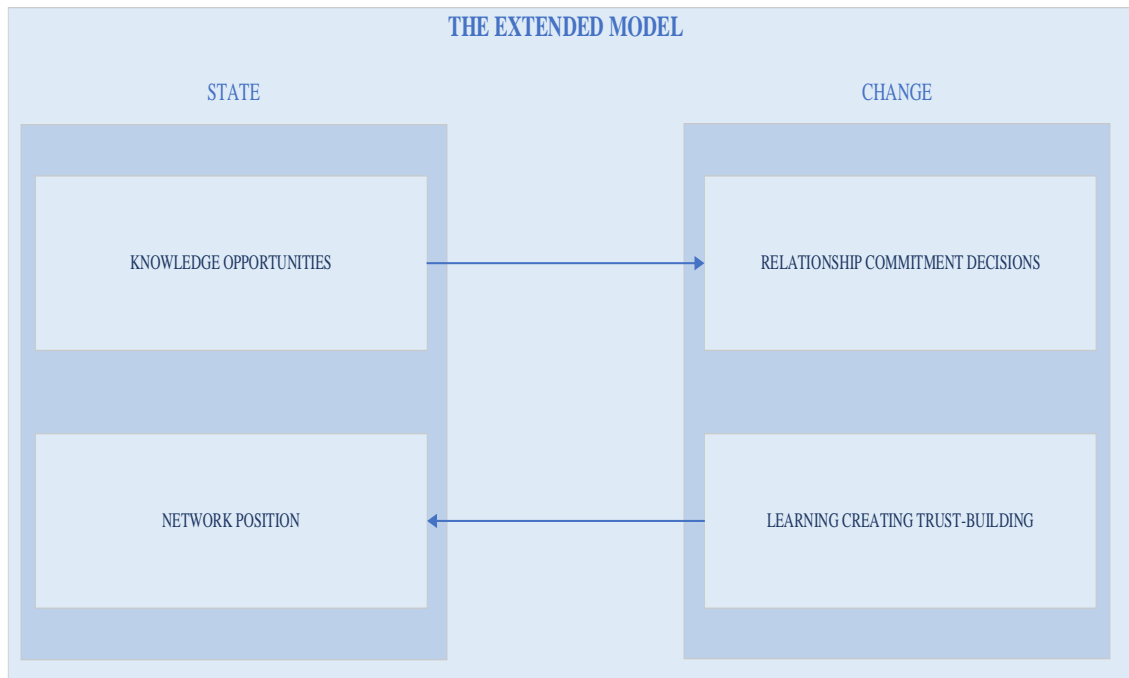 THE EXTENDED MODEL
STATE
CHANGE
KNOWLEDGE OPPORTUNITIES
RELATIONSHIP COMMITMENT DECISIONS
NETWORK POSITION
LEARNING CREATING TRUST-BUILDING